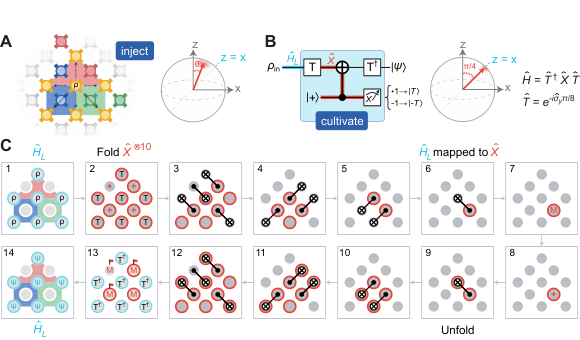 A
inject
ρ
z
θ
z = x
x
B
ρin
Ĥ_L
T
X̂
T†
|ψ⟩
|+⟩
X̂
{+1→|T⟩
-1→|-T⟩
cultivate
z
π/4
z = x
x
Ĥ = T̂† X̂ T̂
T̂ = e^-iσ̂_yπ/8
C
Ĥ_L
Fold X̂ ⊗10
Ĥ_L mapped to X̂
1
ρ
ρ ρ
ρ ρ
2
T
+ T
T + T
T T T
3
4
5
6
7
M
14
ψ
ψ ψ
ψ ψ
13
T†
M T†
T† M T†
T† T† T†
12
11
10
9
8
+
Ĥ_L
Unfold